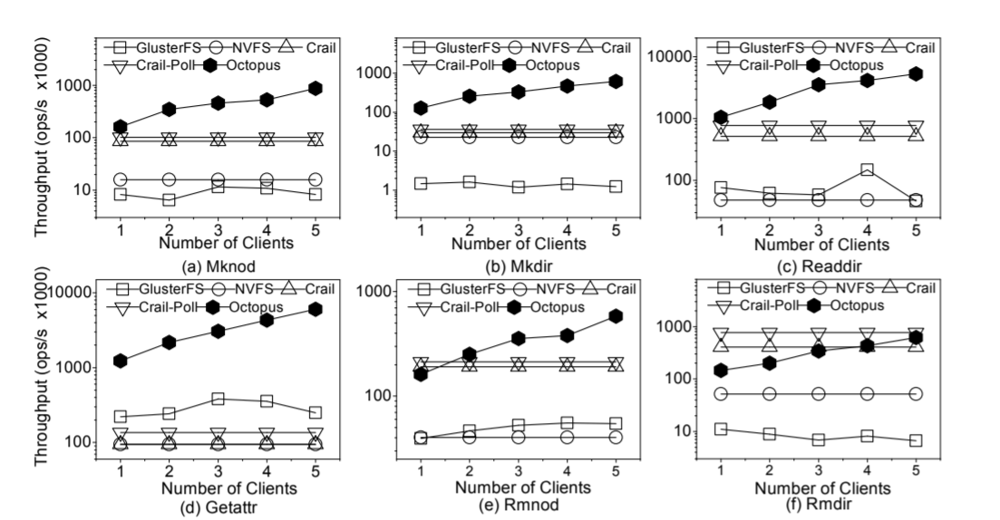 Throughput (ops/s x1000)
GlusterFS NVFS Crail
Crail-Poll Octopus
1000
100
10
1 2 3 4 5
Number of Clients
(a) Mknod
GlusterFS NVFS Crail
Crail-Poll Octopus
1000
100
10
1
1 2 3 4 5
Number of Clients
(b) Mkdir
GlusterFS NVFS Crail
Crail-Poll Octopus
10000
1000
100
1 2 3 4 5
Number of Clients
(c) Readdir
Throughput (ops/s x1000)
GlusterFS NVFS Crail
Crail-Poll Octopus
10000
1000
100
1 2 3 4 5
Number of Clients
(d) Getattr
GlusterFS NVFS Crail
Crail-Poll Octopus
1000
100
1 2 3 4 5
Number of Clients
(e) Rmnod
GlusterFS NVFS Crail
Crail-Poll Octopus
1000
100
10
1 2 3 4 5
Number of Clients
(f) Rmdir